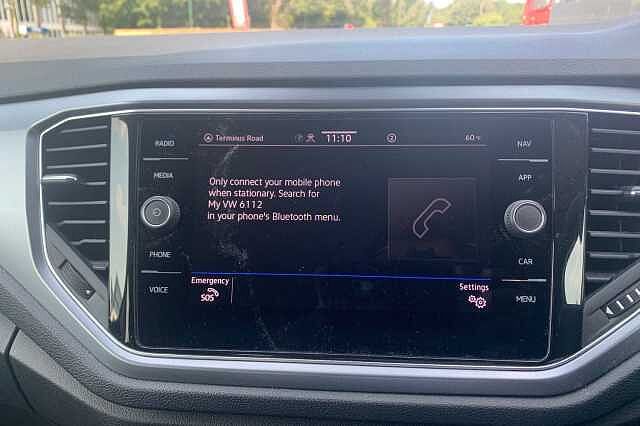 Terminus Road
11:10
2
60°F
RADIO
MEDIA
PHONE
VOICE
NAV
APP
CAR
MENU
Only connect your mobile phone
when stationary. Search for
My VW 6112
in your phone's Bluetooth menu.
Emergency
SOS
Settings